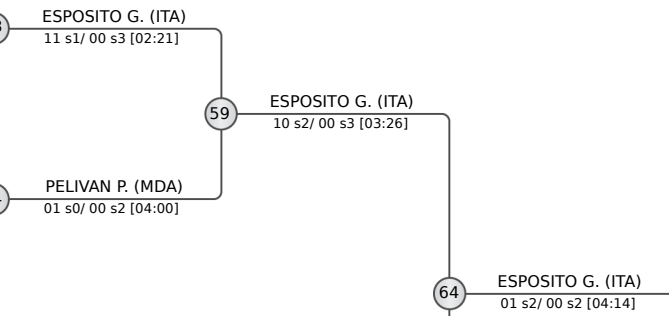 ESPOSITO G. (ITA)
11 s1/ 00 s3 [02:21]
ESPOSITO G. (ITA)
59
10 s2/ 00 s3 [03:26]
PELIVAN P. (MDA)
01 s0/ 00 s2 [04:00]
ESPOSITO G. (ITA)
64
01 s2/ 00 s2 [04:14]